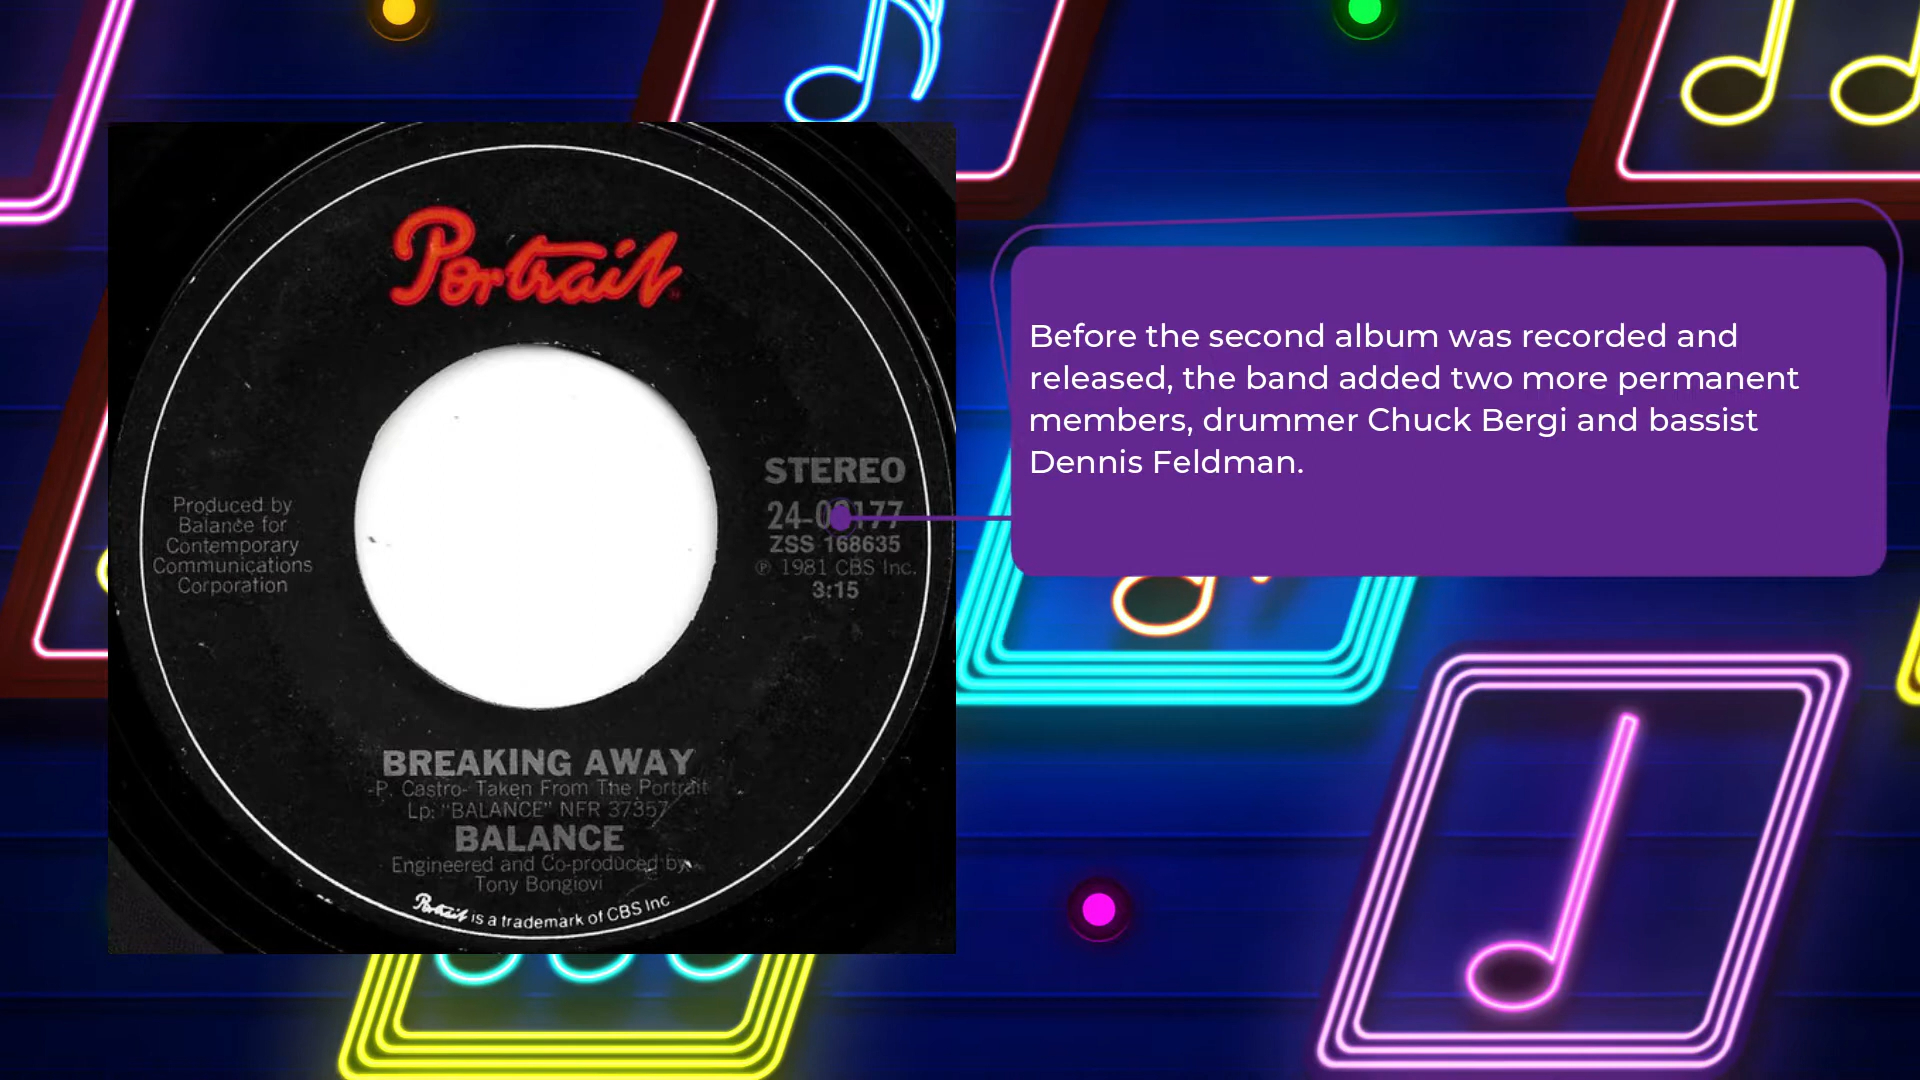 Portrait
STEREO
24-02177
ZSS 168635
℗ 1981 CBS Inc.
3:15
Produced by
Balance for
Contemporary
Communications
Corporation
BREAKING AWAY
-P. Castro- Taken From The Portrait
Lp: "BALANCE" NFR 37357
BALANCE
Engineered and Co-produced by
Tony Bongiovi
Portrait is a trademark of CBS Inc
Before the second album was recorded and
released, the band added two more permanent
members, drummer Chuck Bergi and bassist
Dennis Feldman.